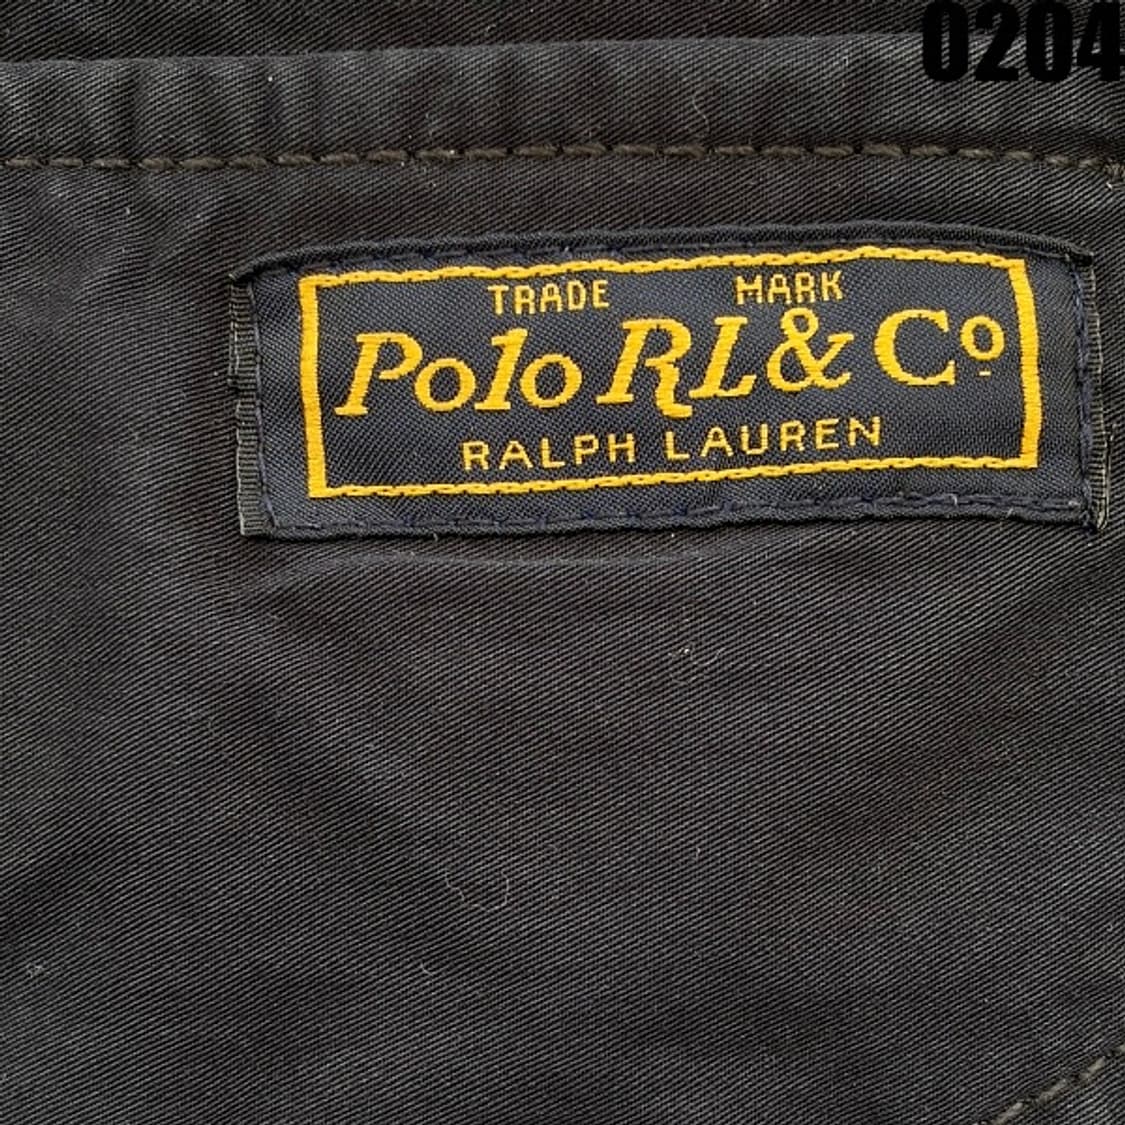 0204
TRADE MARK
Polo RL & Cº
RALPH LAUREN